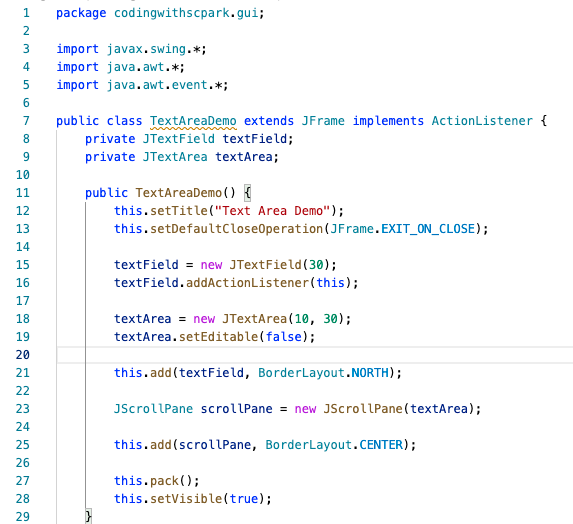 1 package codingwithscpark.gui;
2
3 import javax.swing.*;
4 import java.awt.*;
5 import java.awt.event.*;
6
7 public class TextAreaDemo extends JFrame implements ActionListener {
8     private JTextField textField;
9     private JTextArea textArea;
10
11     public TextAreaDemo() {
12         this.setTitle("Text Area Demo");
13         this.setDefaultCloseOperation(JFrame.EXIT_ON_CLOSE);
14
15         textField = new JTextField(30);
16         textField.addActionListener(this);
17
18         textArea = new JTextArea(10, 30);
19         textArea.setEditable(false);
20
21         this.add(textField, BorderLayout.NORTH);
22
23         JScrollPane scrollPane = new JScrollPane(textArea);
24
25         this.add(scrollPane, BorderLayout.CENTER);
26
27         this.pack();
28         this.setVisible(true);
29     }